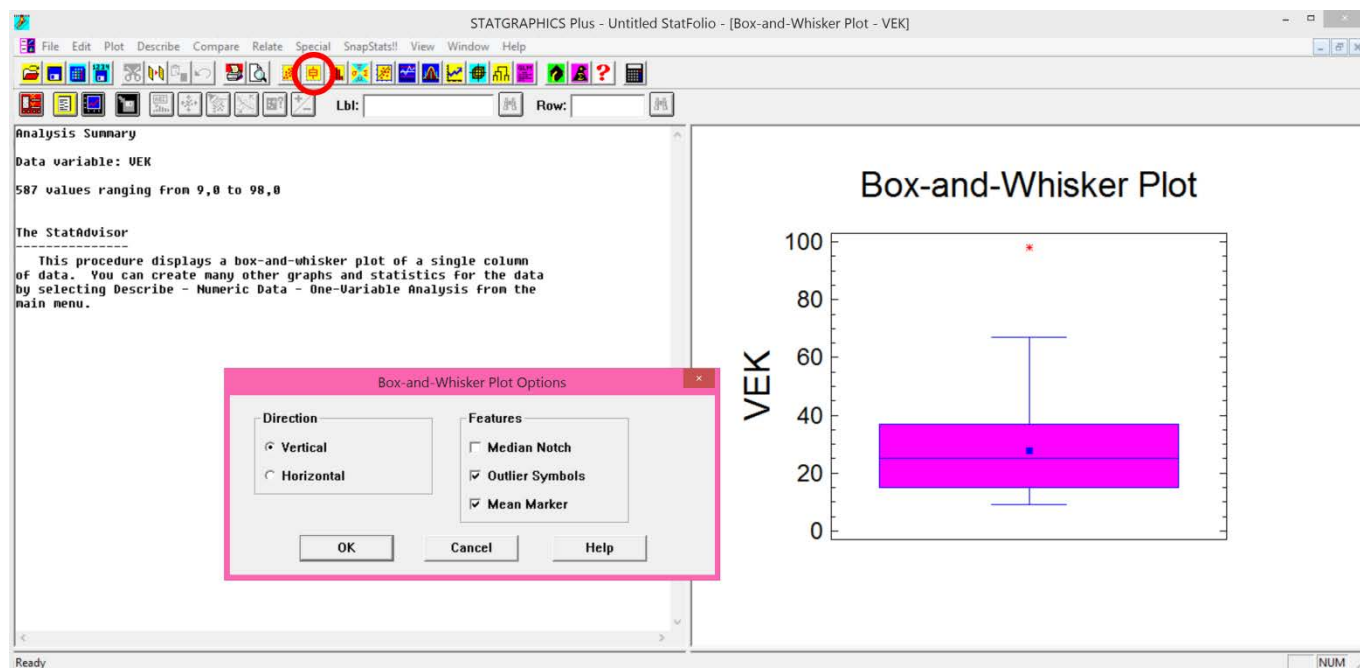 STATGRAPHICS Plus - Untitled StatFolio - [Box-and-Whisker Plot - VEK]
File Edit Plot Describe Compare Relate Special SnapStats!! View Window Help
Lbl: Row:
Analysis Summary
Data variable: VEK
587 values ranging from 9,0 to 98,0
The StatAdvisor
---------------
This procedure displays a box-and-whisker plot of a single column
of data. You can create many other graphs and statistics for the data
by selecting Describe - Numeric Data - One-Variable Analysis from the
main menu.
Box-and-Whisker Plot Options
Direction
Vertical
Horizontal
Features
Median Notch
Outlier Symbols
Mean Marker
OK Cancel Help
Box-and-Whisker Plot
VEK
100
80
60
40
20
0
Ready NUM